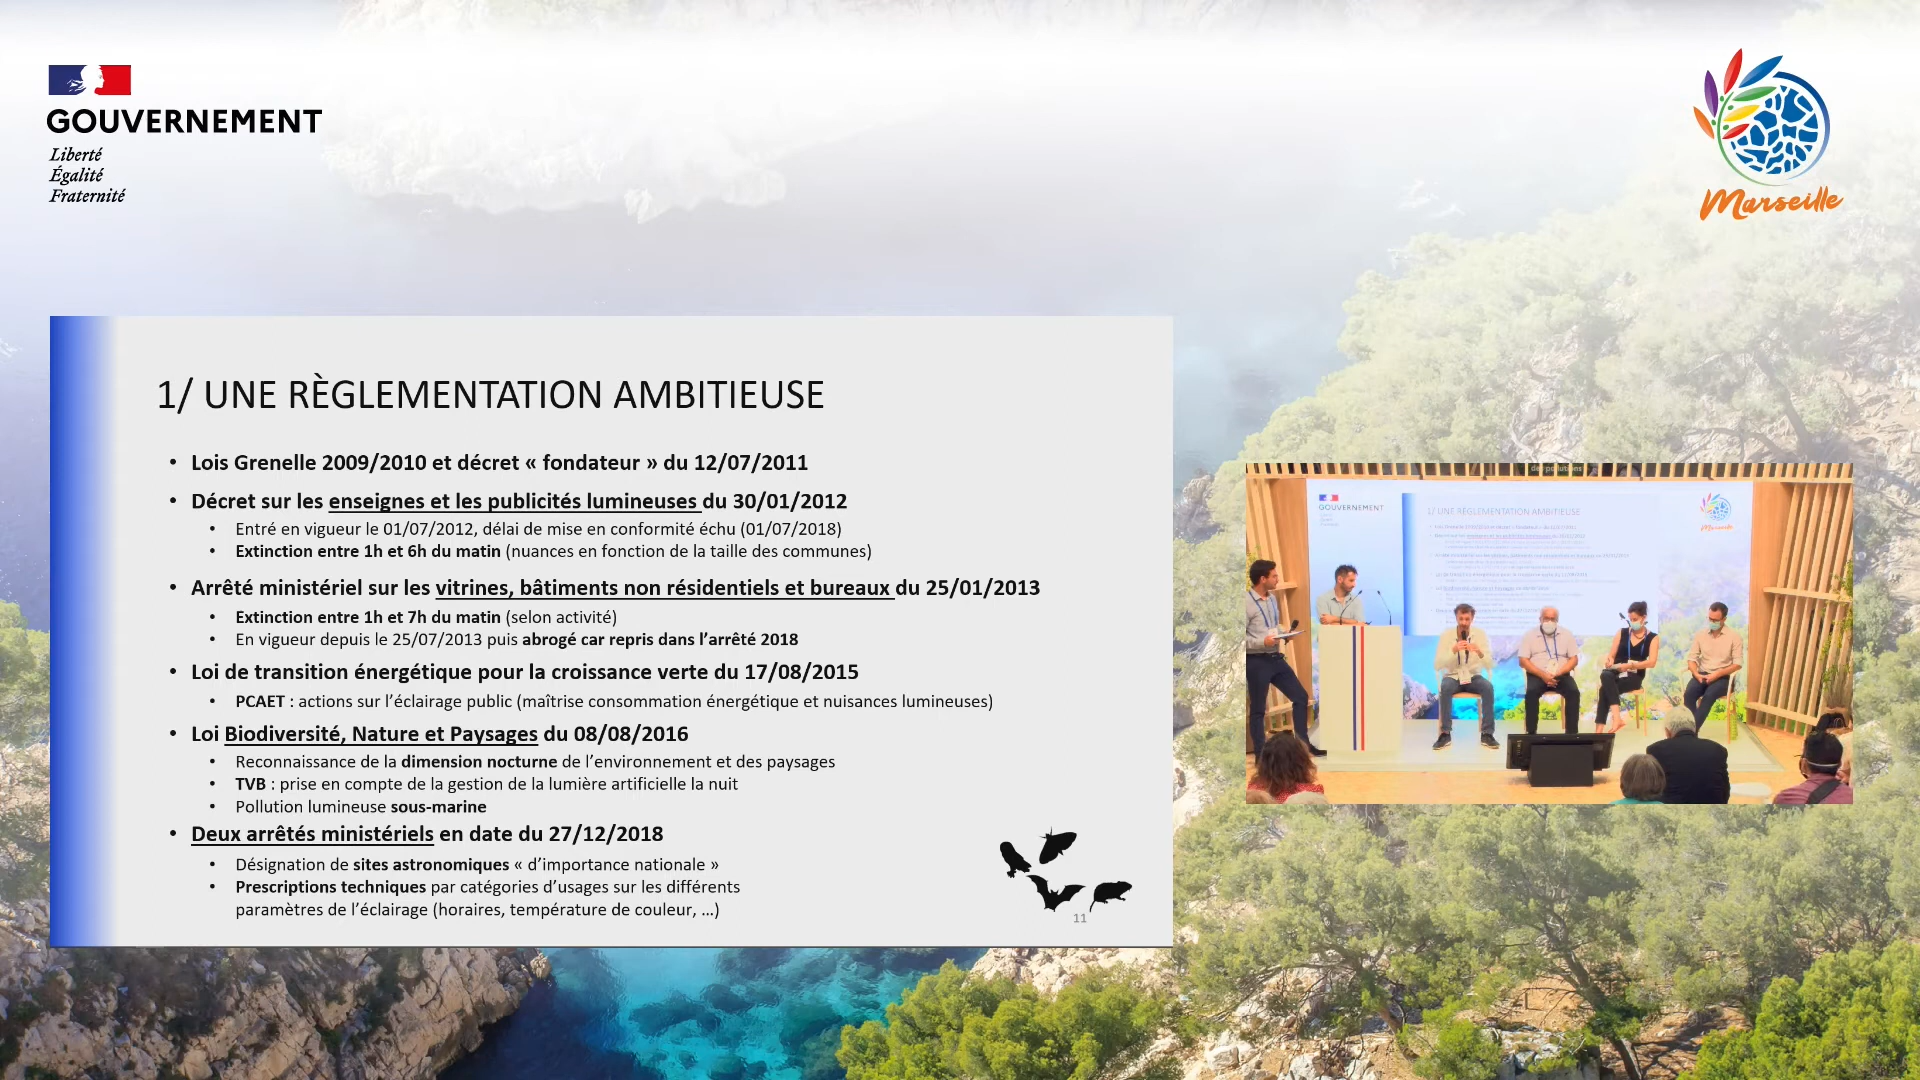 GOUVERNEMENT
Liberté
Égalité
Fraternité
Marseille
1/ UNE RÈGLEMENTATION AMBITIEUSE
• Lois Grenelle 2009/2010 et décret « fondateur » du 12/07/2011
• Décret sur les enseignes et les publicités lumineuses du 30/01/2012
• Entré en vigueur le 01/07/2012, délai de mise en conformité échu (01/07/2018)
• Extinction entre 1h et 6h du matin (nuances en fonction de la taille des communes)
• Arrêté ministériel sur les vitrines, bâtiments non résidentiels et bureaux du 25/01/2013
• Extinction entre 1h et 7h du matin (selon activité)
• En vigueur depuis le 25/07/2013 puis abrogé car repris dans l’arrêté 2018
• Loi de transition énergétique pour la croissance verte du 17/08/2015
• PCAET : actions sur l’éclairage public (maîtrise consommation énergétique et nuisances lumineuses)
• Loi Biodiversité, Nature et Paysages du 08/08/2016
• Reconnaissance de la dimension nocturne de l’environnement et des paysages
• TVB : prise en compte de la gestion de la lumière artificielle la nuit
• Pollution lumineuse sous-marine
• Deux arrêtés ministériels en date du 27/12/2018
• Désignation de sites astronomiques « d’importance nationale »
• Prescriptions techniques par catégories d’usages sur les différents
paramètres de l’éclairage (horaires, température de couleur, …)
11
des pollutions
GOUVERNEMENT
1/ UNE RÈGLEMENTATION AMBITIEUSE